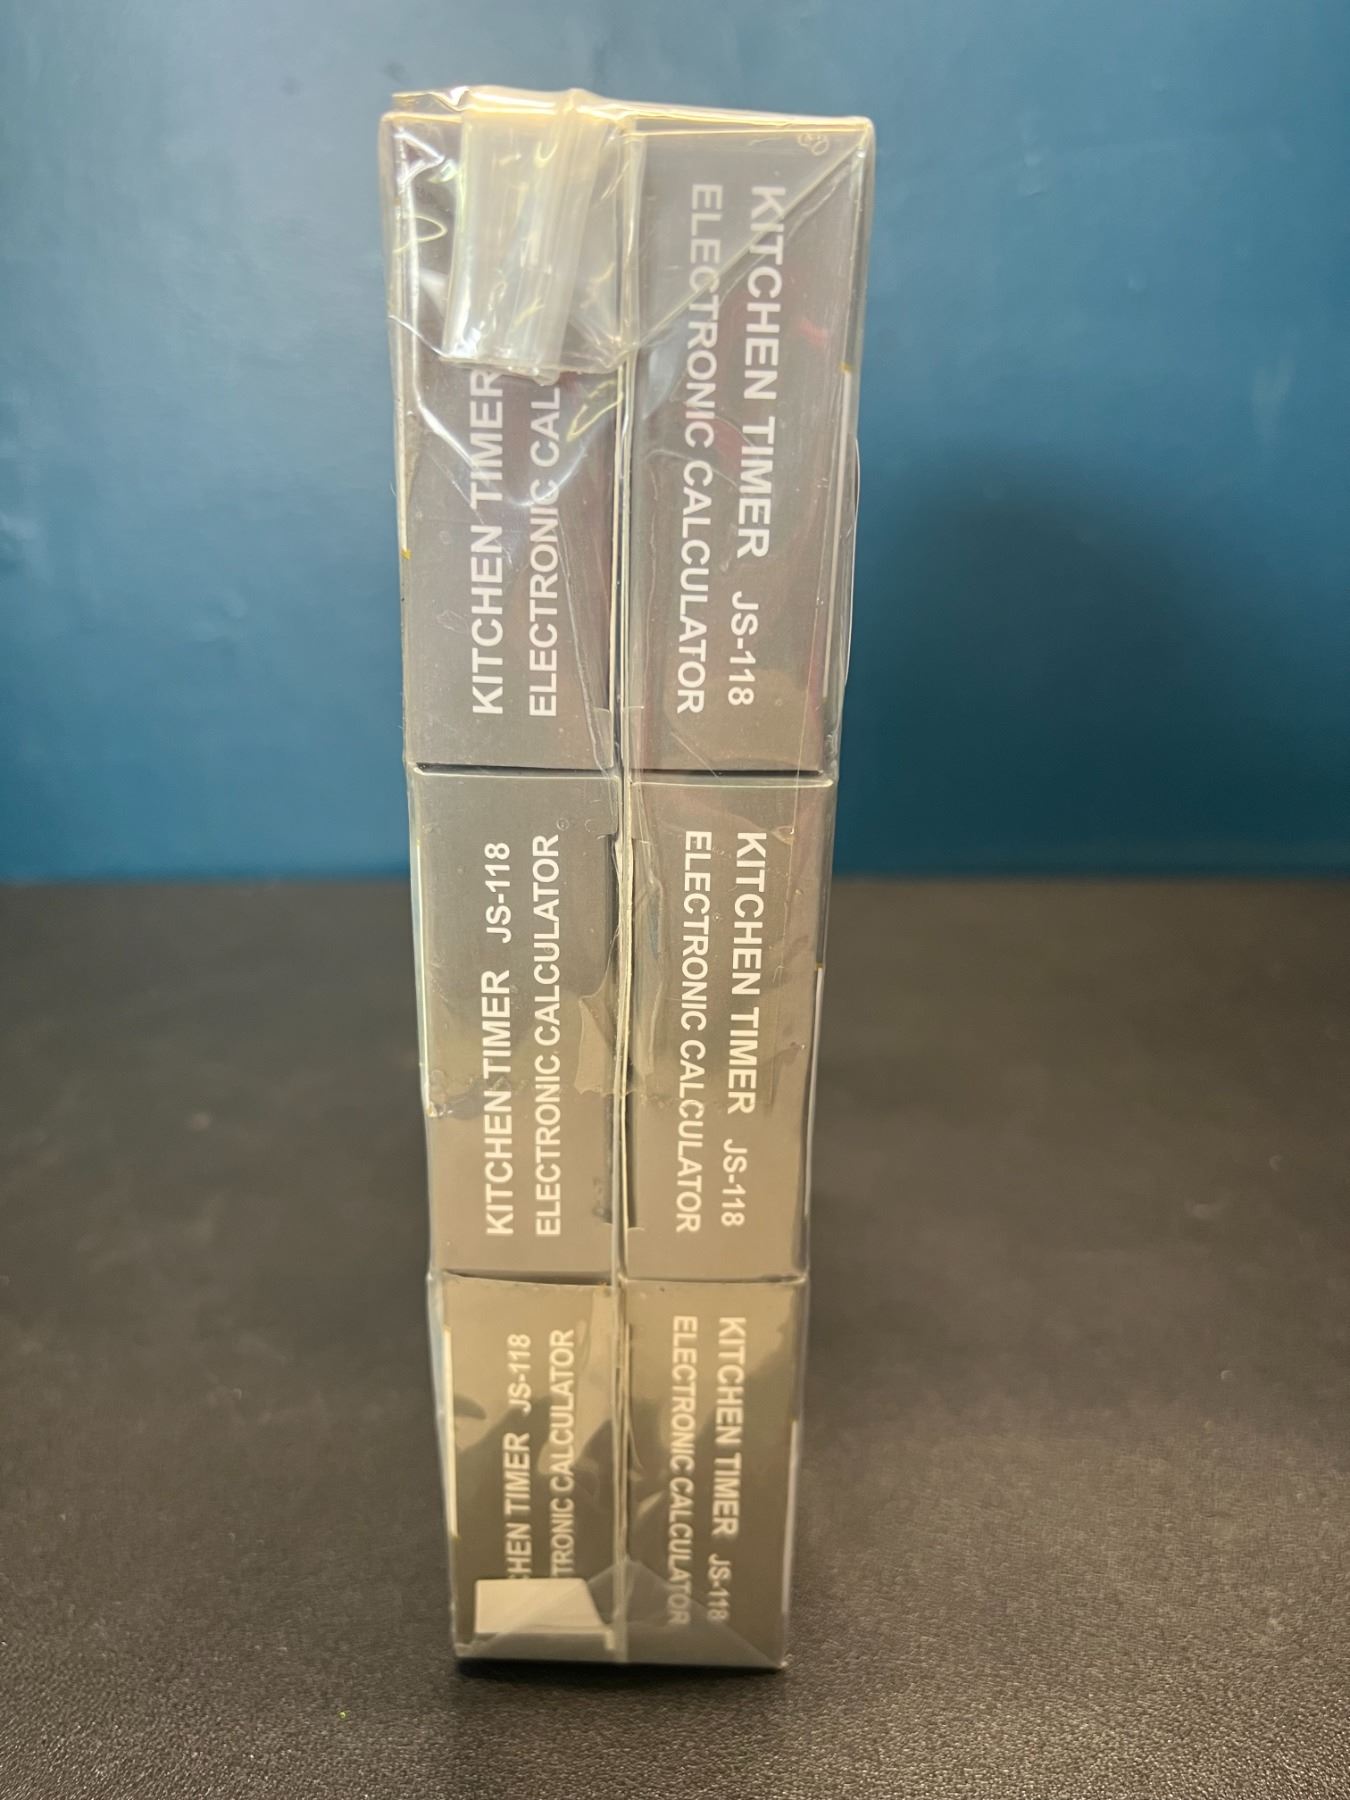 KITCHEN TIMER
ELECTRONIC CAL
KITCHEN TIMER JS-118
ELECTRONIC CALCULATOR
KITCHEN TIMER JS-118
ELECTRONIC CALCULATOR
KITCHEN TIMER JS-118
ELECTRONIC CALCULATOR
HEN TIMER JS-118
TRONIC CALCULATOR
KITCHEN TIMER JS-118
ELECTRONIC CALCULATOR